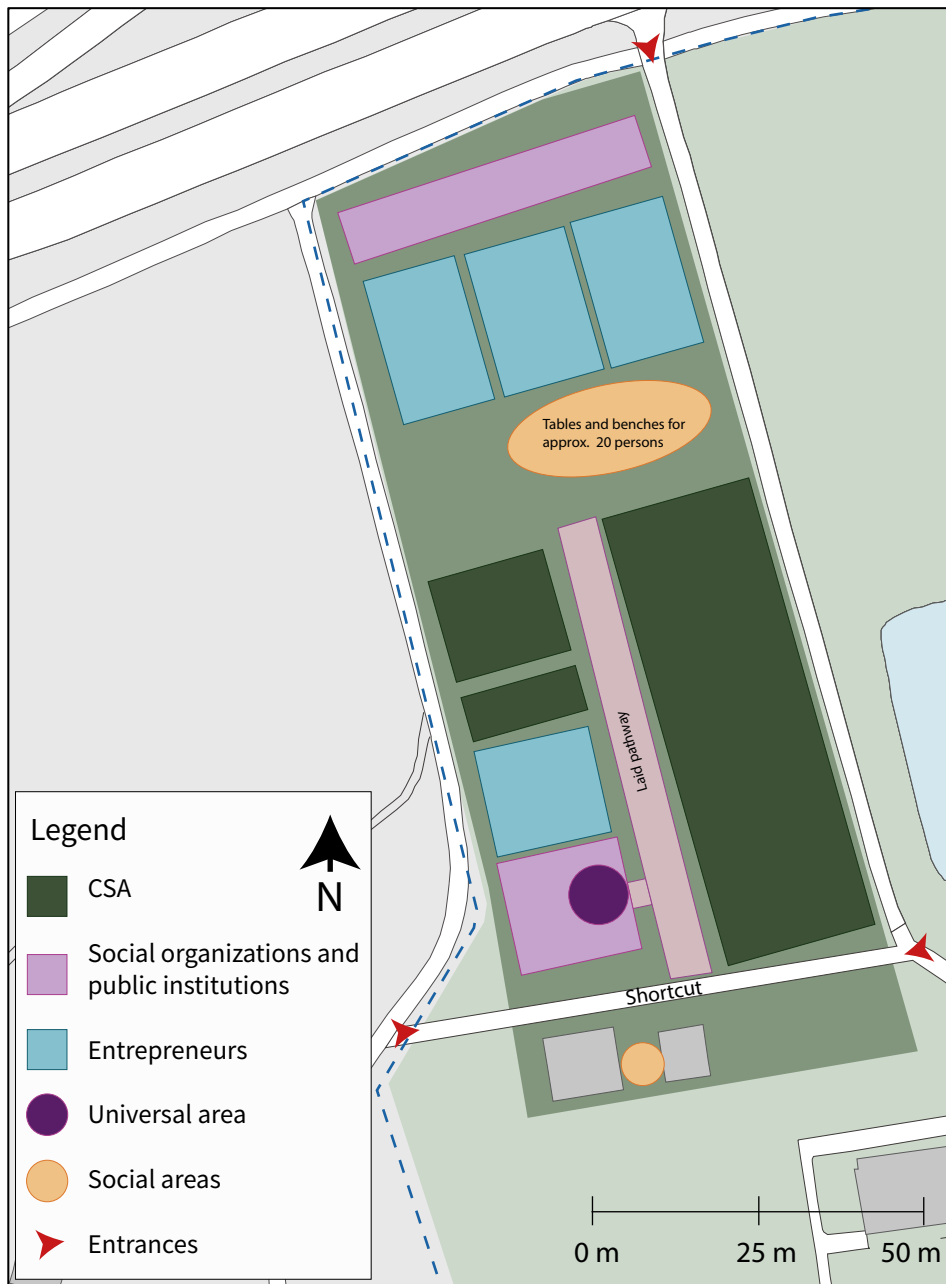 Tables and benches for
approx. 20 persons
Laid pathway
Shortcut
Legend
N
CSA
Social organizations and
public institutions
Entrepreneurs
Universal area
Social areas
Entrances
0 m
25 m
50 m